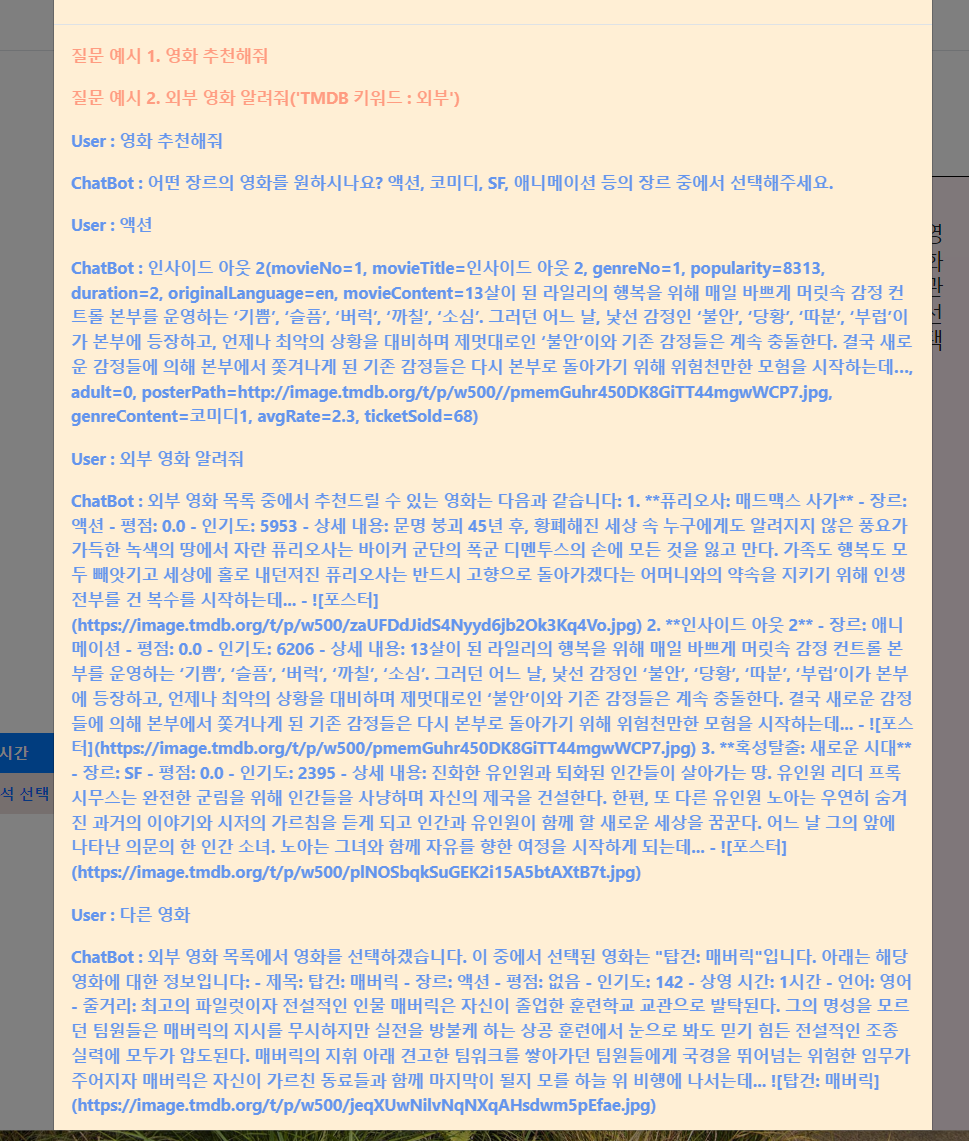 질문 예시 1. 영화 추천해줘
질문 예시 2. 외부 영화 알려줘('TMDB 키워드 : 외부')
User : 영화 추천해줘
ChatBot : 어떤 장르의 영화를 원하시나요? 액션, 코미디, SF, 애니메이션 등의 장르 중에서 선택해주세요.
User : 액션
ChatBot : 인사이드 아웃 2(movieNo=1, movieTitle=인사이드 아웃 2, genreNo=1, popularity=8313,
duration=2, originalLanguage=en, movieContent=13살이 된 라일리의 행복을 위해 매일 바쁘게 머릿속 감정 컨
트롤 본부를 운영하는 ‘기쁨’, ‘슬픔’, ‘버럭’, ‘까칠’, ‘소심’. 그러던 어느 날, 낯선 감정인 ‘불안’, ‘당황’, ‘따분’, ‘부럽’이
가 본부에 등장하고, 언제나 최악의 상황을 대비하며 제멋대로인 ‘불안’이와 기존 감정들은 계속 충돌한다. 결국 새로
운 감정들에 의해 본부에서 쫓겨나게 된 기존 감정들은 다시 본부로 돌아가기 위해 위험천만한 모험을 시작하는데…,
adult=0, posterPath=http://image.tmdb.org/t/p/w500//pmemGuhr450DK8GiTT44mgwWCP7.jpg,
genreContent=코미디1, avgRate=2.3, ticketSold=68)
User : 외부 영화 알려줘
ChatBot : 외부 영화 목록 중에서 추천드릴 수 있는 영화는 다음과 같습니다: 1. **퓨리오사: 매드맥스 사가** - 장르:
액션 - 평점: 0.0 - 인기도: 5953 - 상세 내용: 문명 붕괴 45년 후, 황폐해진 세상 속 누구에게도 알려지지 않은 풍요가
가득한 녹색의 땅에서 자란 퓨리오사는 바이커 군단의 폭군 디멘투스의 손에 모든 것을 잃고 만다. 가족도 행복도 모
두 빼앗기고 세상에 홀로 내던져진 퓨리오사는 반드시 고향으로 돌아가겠다는 어머니와의 약속을 지키기 위해 인생
전부를 건 복수를 시작하는데... - ![포스터]
(https://image.tmdb.org/t/p/w500/zaUFDdJidS4Nyyd6jb2Ok3Kq4Vo.jpg) 2. **인사이드 아웃 2** - 장르: 애니
메이션 - 평점: 0.0 - 인기도: 6206 - 상세 내용: 13살이 된 라일리의 행복을 위해 매일 바쁘게 머릿속 감정 컨트롤 본
부를 운영하는 ‘기쁨’, ‘슬픔’, ‘버럭’, ‘까칠’, ‘소심’. 그러던 어느 날, 낯선 감정인 ‘불안’, ‘당황’, ‘따분’, ‘부럽’이가 본부
에 등장하고, 언제나 최악의 상황을 대비하며 제멋대로인 ‘불안’이와 기존 감정들은 계속 충돌한다. 결국 새로운 감정
들에 의해 본부에서 쫓겨나게 된 기존 감정들은 다시 본부로 돌아가기 위해 위험천만한 모험을 시작하는데... - ![포스
터](https://image.tmdb.org/t/p/w500/pmemGuhr450DK8GiTT44mgwWCP7.jpg) 3. **혹성탈출: 새로운 시대**
- 장르: SF - 평점: 0.0 - 인기도: 2395 - 상세 내용: 진화한 유인원과 퇴화된 인간들이 살아가는 땅. 유인원 리더 프록
시무스는 완전한 군림을 위해 인간들을 사냥하며 자신의 제국을 건설한다. 한편, 또 다른 유인원 노아는 우연히 숨겨
진 과거의 이야기와 시저의 가르침을 듣게 되고 인간과 유인원이 함께 할 새로운 세상을 꿈꾼다. 어느 날 그의 앞에
나타난 의문의 한 인간 소녀. 노아는 그녀와 함께 자유를 향한 여정을 시작하게 되는데... - ![포스터]
(https://image.tmdb.org/t/p/w500/plNOSbqkSuGEK2i15A5btAXtB7t.jpg)
User : 다른 영화
ChatBot : 외부 영화 목록에서 영화를 선택하겠습니다. 이 중에서 선택된 영화는 "탑건: 매버릭"입니다. 아래는 해당
영화에 대한 정보입니다: - 제목: 탑건: 매버릭 - 장르: 액션 - 평점: 없음 - 인기도: 142 - 상영 시간: 1시간 - 언어: 영어
- 줄거리: 최고의 파일럿이자 전설적인 인물 매버릭은 자신이 졸업한 훈련학교 교관으로 발탁된다. 그의 명성을 모르
던 팀원들은 매버릭의 지시를 무시하지만 실전을 방불케 하는 상공 훈련에서 눈으로 봐도 믿기 힘든 전설적인 조종
실력에 모두가 압도된다. 매버릭의 지휘 아래 견고한 팀워크를 쌓아가던 팀원들에게 국경을 뛰어넘는 위험한 임무가
주어지자 매버릭은 자신이 가르친 동료들과 함께 마지막이 될지 모를 하늘 위 비행에 나서는데... ![탑건: 매버릭]
(https://image.tmdb.org/t/p/w500/jeqXUwNilvNqNXqAHsdwm5pEfae.jpg)
시간
석 선택
영
화
관
선
택